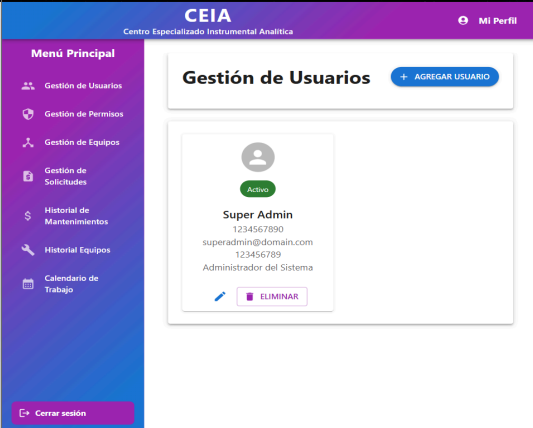 CEIA
Centro Especializado Instrumental Analítica
Mi Perfil
Menú Principal
Gestión de Usuarios
Gestión de Permisos
Gestión de Equipos
Gestión de
Solicitudes
Historial de
Mantenimientos
Historial Equipos
Calendario de
Trabajo
Cerrar sesión
Gestión de Usuarios
+ AGREGAR USUARIO
Activo
Super Admin
1234567890
superadmin@domain.com
123456789
Administrador del Sistema
ELIMINAR